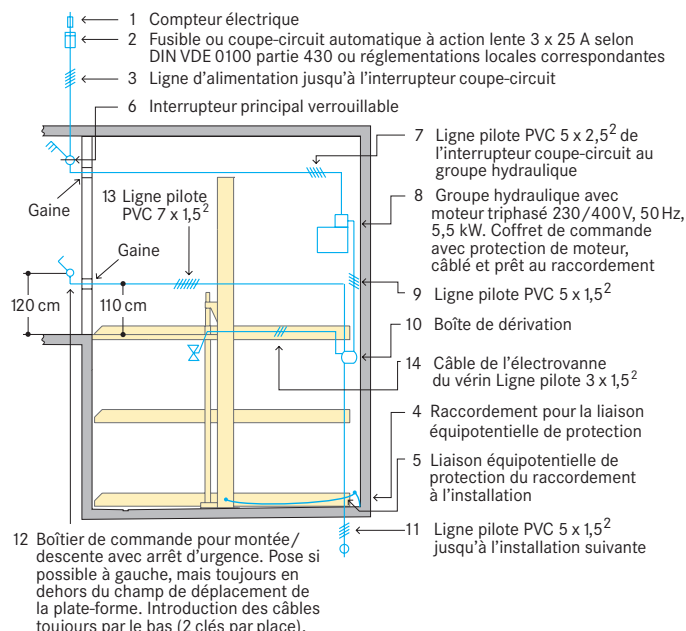 1 Compteur électrique
2 Fusible ou coupe-circuit automatique à action lente 3 x 25 A selon
DIN VDE 0100 partie 430 ou réglementations locales correspondantes
3 Ligne d'alimentation jusqu'à l'interrupteur coupe-circuit
6 Interrupteur principal verrouillable
7 Ligne pilote PVC 5 x 2,5² de
l'interrupteur coupe-circuit au
groupe hydraulique
13 Ligne pilote
PVC 7 x 1,5²
Gaine
8 Groupe hydraulique avec
moteur triphasé 230/400 V, 50 Hz,
5,5 kW. Coffret de commande
avec protection de moteur,
câblé et prêt au raccordement
Gaine
120 cm
110 cm
9 Ligne pilote PVC 5 x 1,5²
10 Boîte de dérivation
14 Câble de l'électrovanne
du vérin Ligne pilote 3 x 1,5²
4 Raccordement pour la liaison
équipotentielle de protection
5 Liaison équipotentielle de
protection du raccordement
à l'installation
11 Ligne pilote PVC 5 x 1,5²
jusqu'à l'installation suivante
12 Boîtier de commande pour montée/
descente avec arrêt d'urgence. Pose si
possible à gauche, mais toujours en
dehors du champ de déplacement de
la plate-forme. Introduction des câbles
toujours par le bas (2 clés par place).